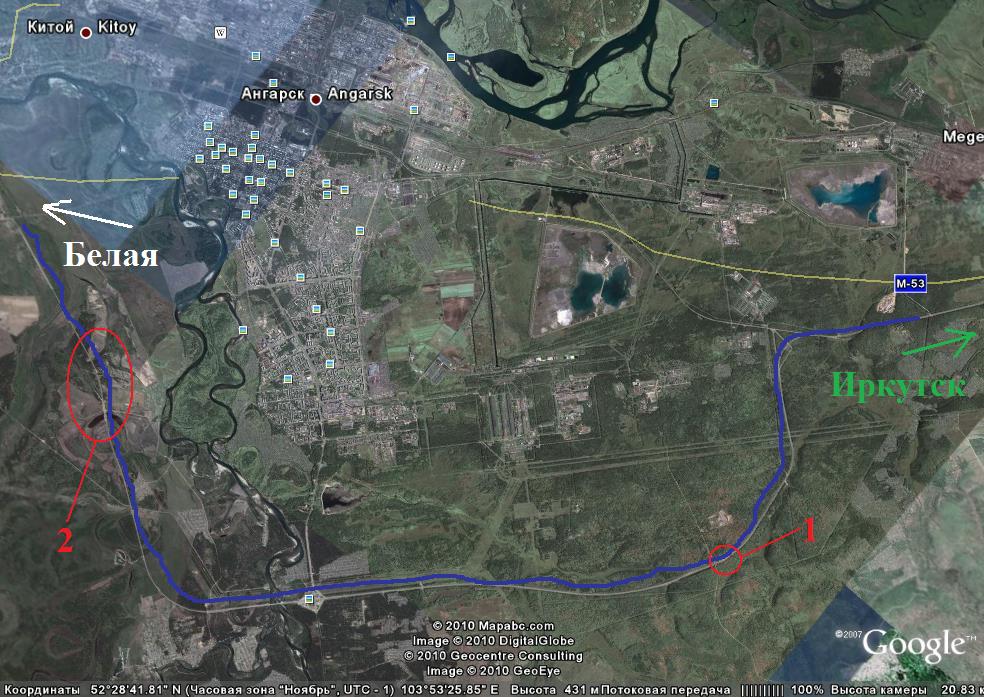 Китой Kitoy
W
Ангарск Angarsk
Меge
Белая
M-53
Иркутск
1
2
© 2010 Mapabc.com
Image © 2010 DigitalGlobe
© 2010 Geocentre Consulting
Image © 2010 GeoEye
©2007 Google™
Координаты 52°28'41.81" N (Часовая зона "Ноябрь", UTC - 1) 103°53'25.85" E Высота 431 м Потоковая передача ||||||||| 100% Высота камеры 20.83 к